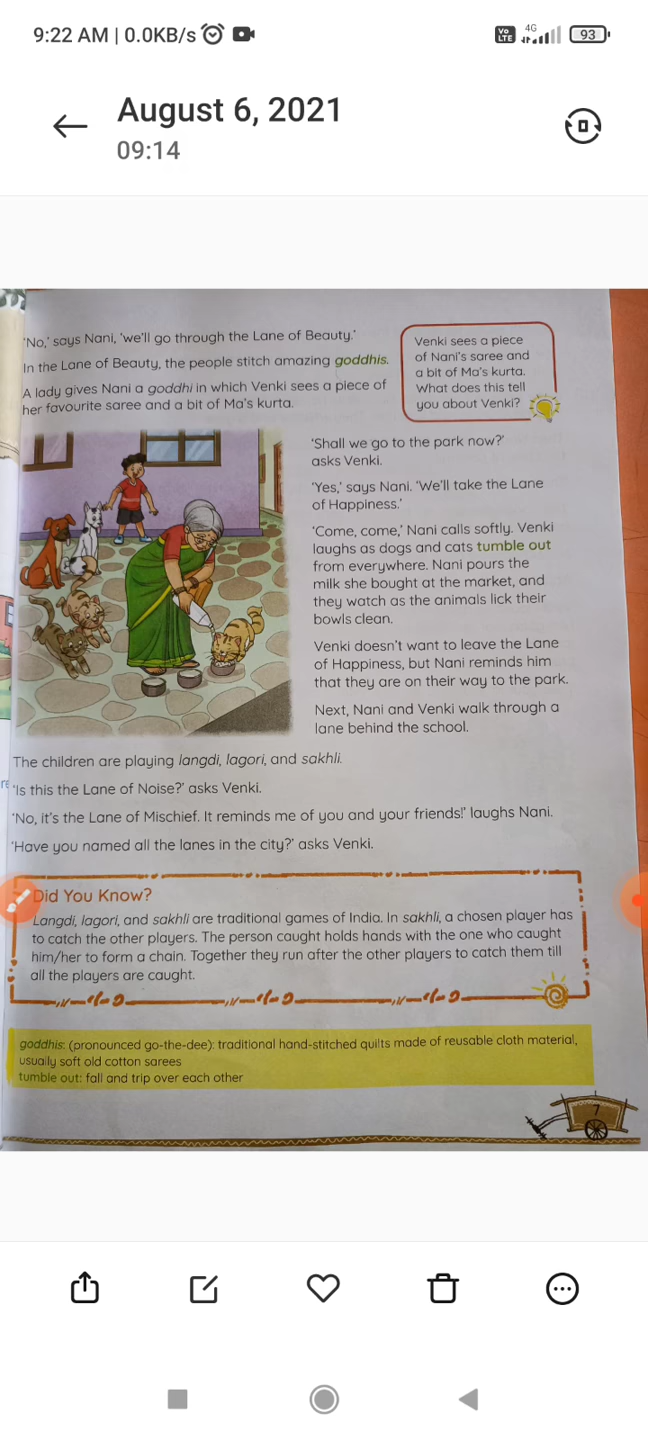 9:22 AM | 0.0KB/s
Vo LTE 4G 93
August 6, 2021
09:14
'No,' says Nani, 'we'll go through the Lane of Beauty.'
In the Lane of Beauty, the people stitch amazing goddhis.
A lady gives Nani a goddhi in which Venki sees a piece of
her favourite saree and a bit of Ma's kurta.
Venki sees a piece
of Nani's saree and
a bit of Ma's kurta.
What does this tell
you about Venki?
'Shall we go to the park now?'
asks Venki.
'Yes,' says Nani. 'We'll take the Lane
of Happiness.'
'Come, come,' Nani calls softly. Venki
laughs as dogs and cats tumble out
from everywhere. Nani pours the
milk she bought at the market, and
they watch as the animals lick their
bowls clean.
Venki doesn't want to leave the Lane
of Happiness, but Nani reminds him
that they are on their way to the park.
Next, Nani and Venki walk through a
lane behind the school.
The children are playing langdi, lagori, and sakhli.
'Is this the Lane of Noise?' asks Venki.
'No, it's the Lane of Mischief. It reminds me of you and your friends!' laughs Nani.
'Have you named all the lanes in the city?' asks Venki.
Did You Know?
Langdi, lagori, and sakhli are traditional games of India. In sakhli, a chosen player has
to catch the other players. The person caught holds hands with the one who caught
him/her to form a chain. Together they run after the other players to catch them till
all the players are caught.
goddhis: (pronounced go-the-dee): traditional hand-stitched quilts made of reusable cloth material,
usually soft old cotton sarees
tumble out: fall and trip over each other
7